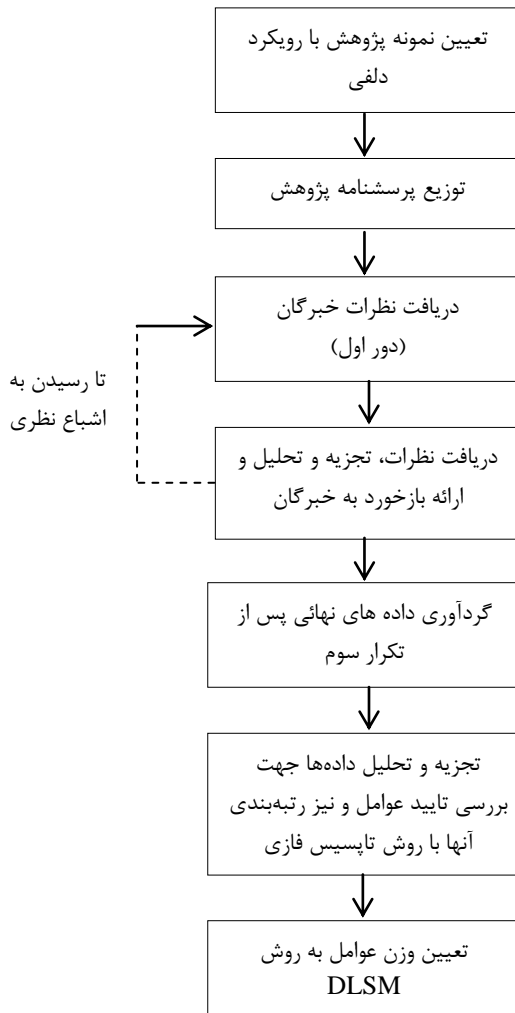 تعیین نمونه پژوهش با رویکرد
دلفی
توزیع پرسشنامه پژوهش
دریافت نظرات خبرگان
(دور اول)
تا رسیدن به
اشباع نظری
دریافت نظرات، تجزیه و تحلیل و
ارائه بازخورد به خبرگان
گردآوری داده های نهائی پس از
تکرار سوم
تجزیه و تحلیل داده‌ها جهت
بررسی تایید عوامل و نیز رتبه‌بندی
آنها با روش تاپسیس فازی
تعیین وزن عوامل به روش
DLSM